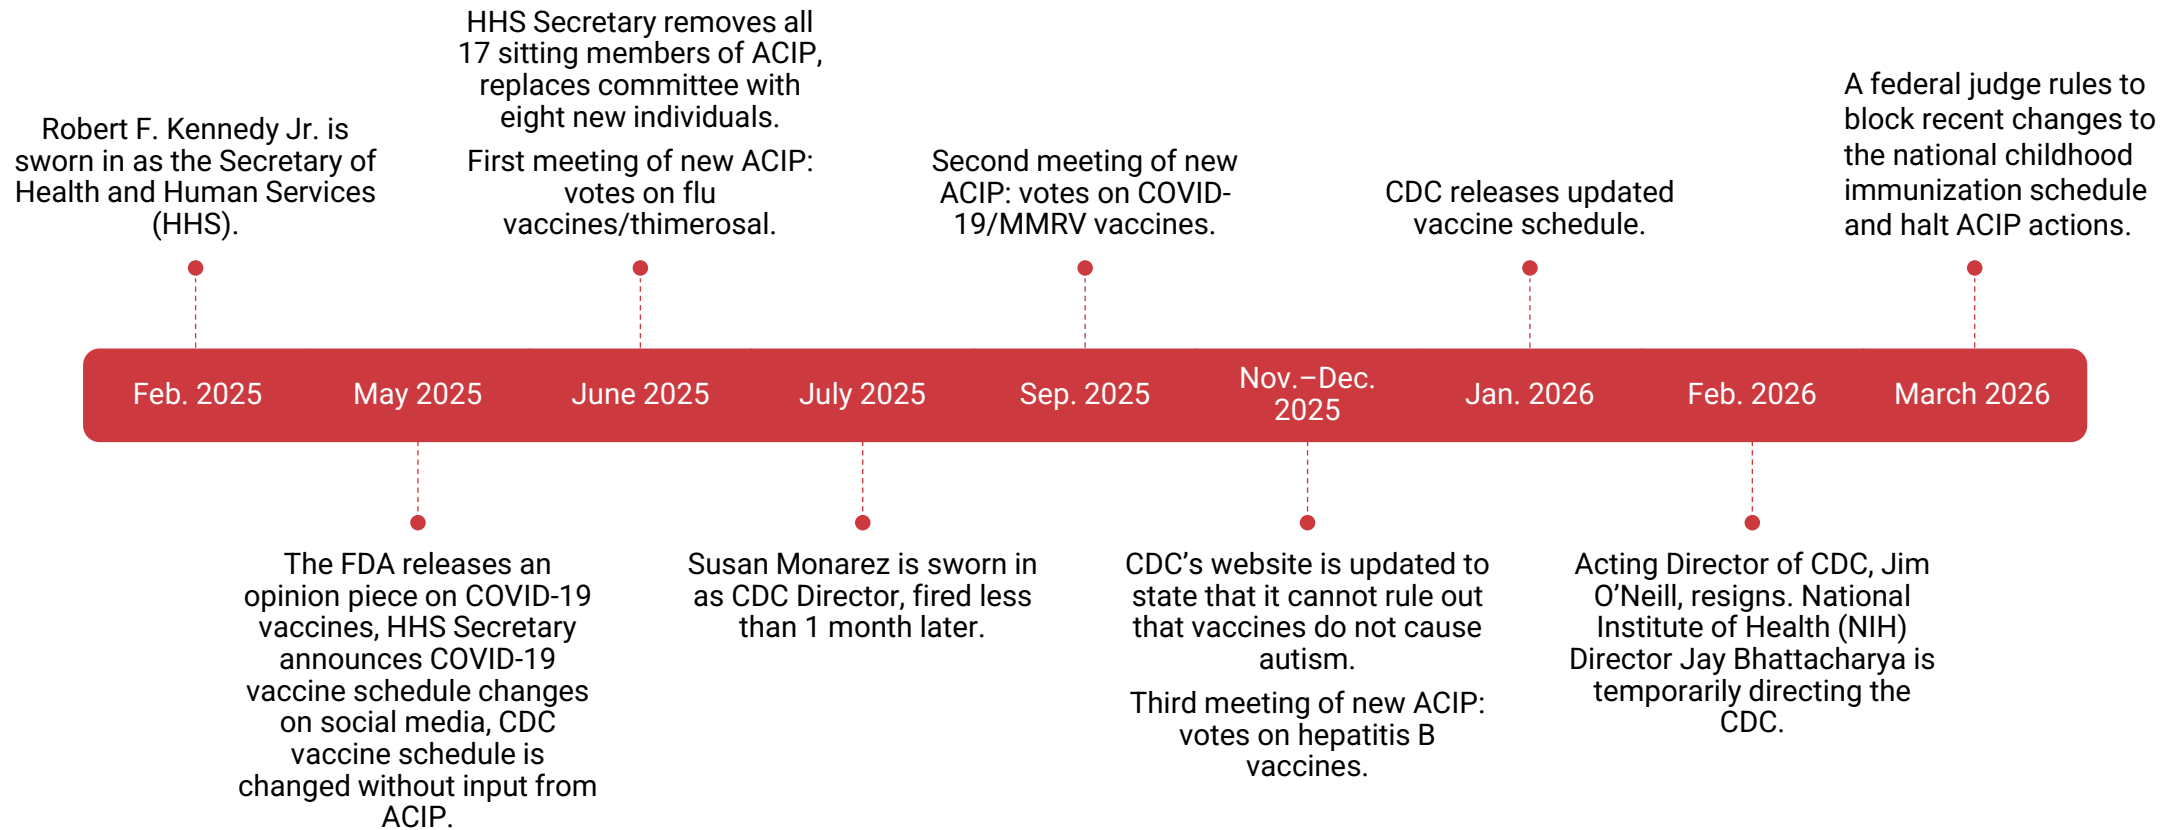 Robert F. Kennedy Jr. is
sworn in as the Secretary of
Health and Human Services
(HHS).
HHS Secretary removes all
17 sitting members of ACIP,
replaces committee with
eight new individuals.
First meeting of new ACIP:
votes on flu
vaccines/thimerosal.
Second meeting of new
ACIP: votes on COVID-
19/MMRV vaccines.
CDC releases updated
vaccine schedule.
A federal judge rules to
block recent changes to
the national childhood
immunization schedule
and halt ACIP actions.
Feb. 2025
May 2025
June 2025
July 2025
Sep. 2025
Nov.–Dec.
2025
Jan. 2026
Feb. 2026
March 2026
The FDA releases an
opinion piece on COVID-19
vaccines, HHS Secretary
announces COVID-19
vaccine schedule changes
on social media, CDC
vaccine schedule is
changed without input from
ACIP.
Susan Monarez is sworn in
as CDC Director, fired less
than 1 month later.
CDC’s website is updated to
state that it cannot rule out
that vaccines do not cause
autism.
Third meeting of new ACIP:
votes on hepatitis B
vaccines.
Acting Director of CDC, Jim
O’Neill, resigns. National
Institute of Health (NIH)
Director Jay Bhattacharya is
temporarily directing the
CDC.